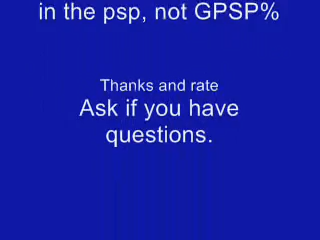 in the psp, not GPSP%
Thanks and rate
Ask if you have
questions.